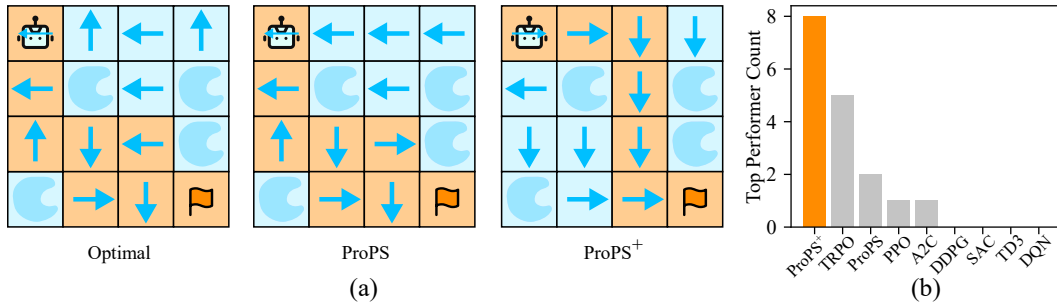 Optimal
ProPS
ProPS⁺
(a)
Top Performer Count
8
6
4
2
0
ProPS⁺
TRPO
ProPS
PPO
A2C
DDPG
SAC
TD3
DQN
(b)